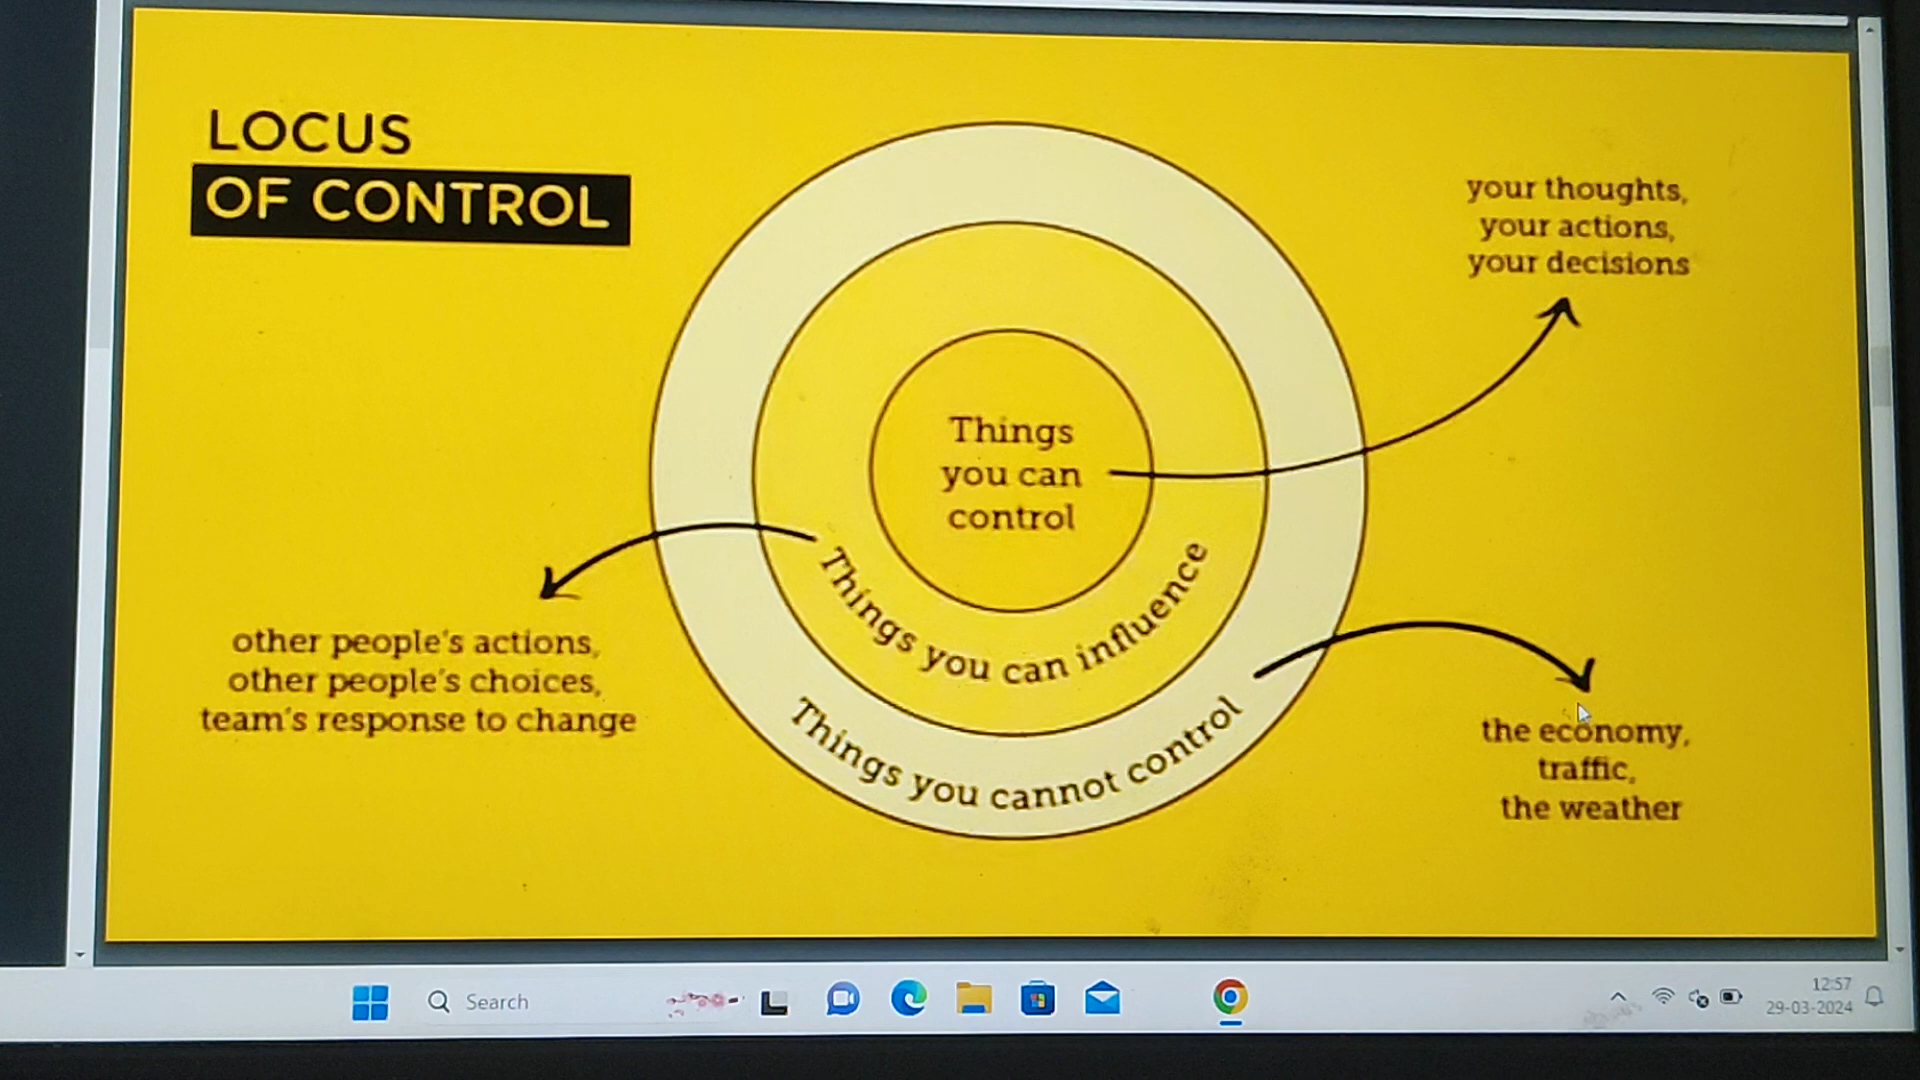 LOCUS
OF CONTROL
your thoughts,
your actions,
your decisions
Things
you can
control
Things you can influence
Things you cannot control
other people's actions,
other people's choices,
team's response to change
the economy,
traffic,
the weather
Search
12:57
29-03-2024